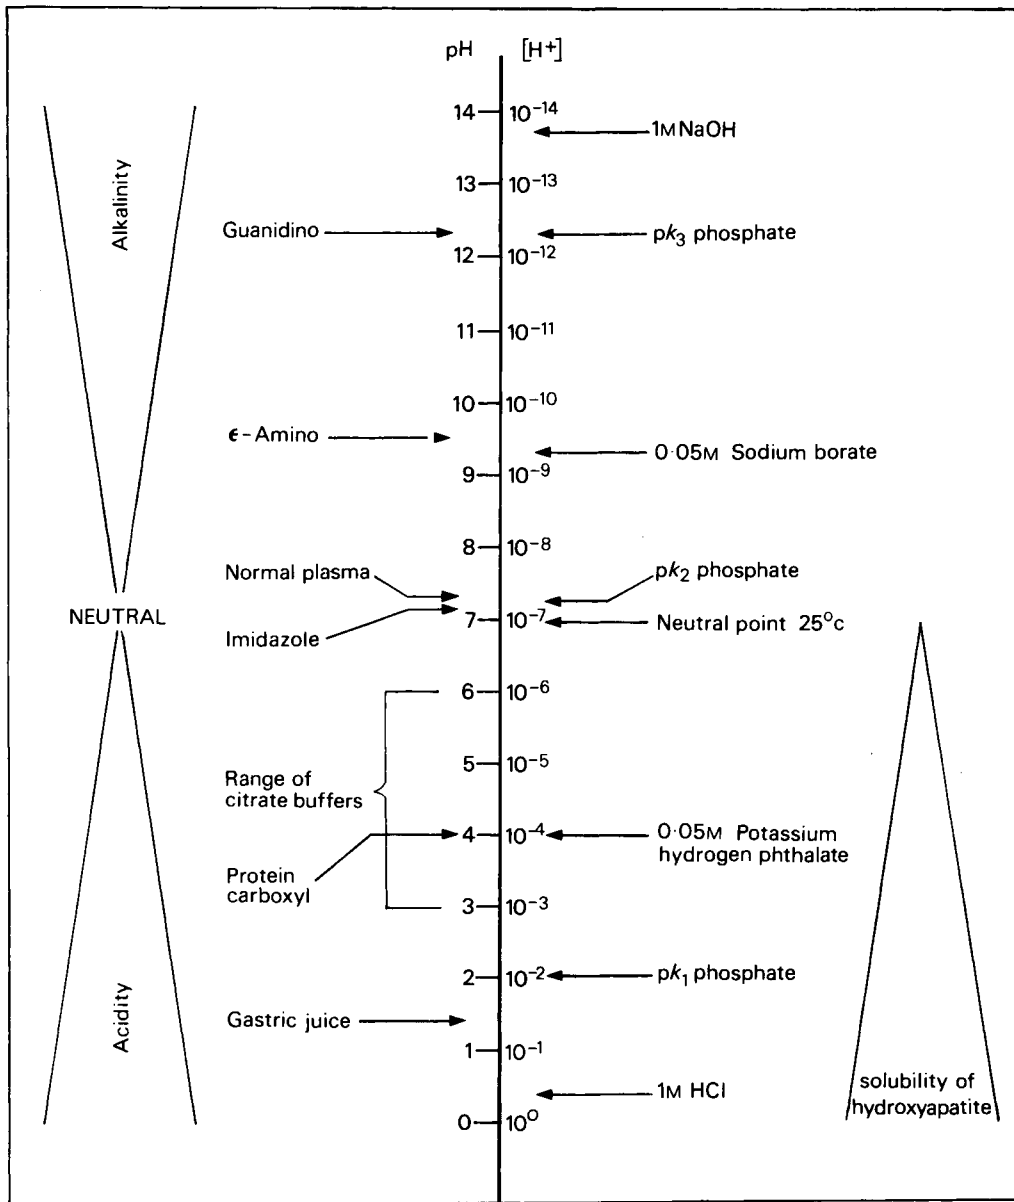 pH [H+]
14 10⁻¹⁴
1M NaOH
13 10⁻¹³
Alkalinity
Guanidino
pk₃ phosphate
12 10⁻¹²
11 10⁻¹¹
10 10⁻¹⁰
ϵ-Amino
0·05M Sodium borate
9 10⁻⁹
8 10⁻⁸
Normal plasma
pk₂ phosphate
NEUTRAL
7 10⁻⁷
Neutral point 25°c
Imidazole
6 10⁻⁶
5 10⁻⁵
Range of
citrate buffers
4 10⁻⁴
0·05M Potassium
hydrogen phthalate
Protein
carboxyl
3 10⁻³
2 10⁻²
pk₁ phosphate
Acidity
Gastric juice
1 10⁻¹
1M HCl
solubility of
hydroxyapatite
0 10⁰